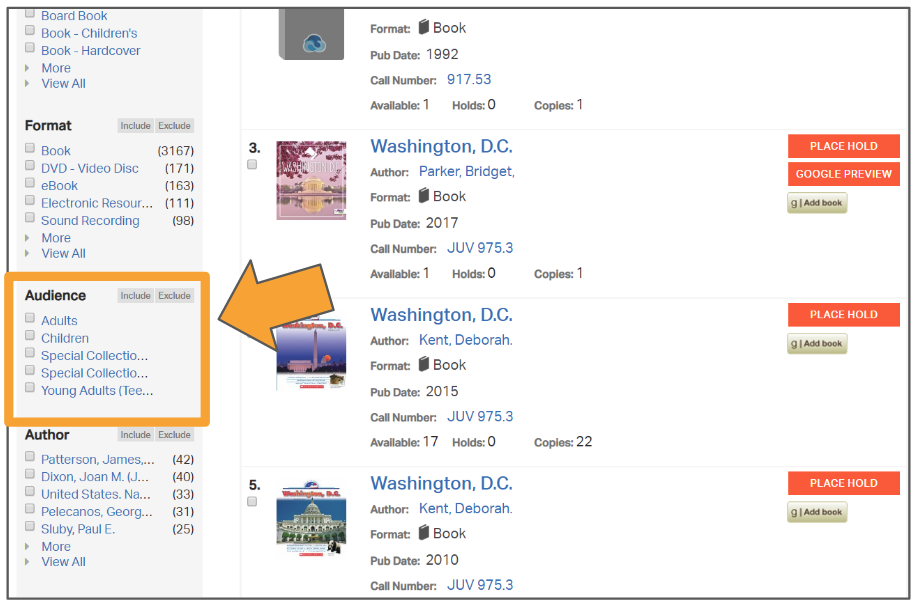 Board Book
Book - Children's
Book - Hardcover
More
View All
Format Include Exclude
Book (3167)
DVD - Video Disc (171)
eBook (163)
Electronic Resour... (111)
Sound Recording (98)
More
View All
Audience Include Exclude
Adults
Children
Special Collectio...
Special Collectio...
Young Adults (Tee...
Author Include Exclude
Patterson, James,... (42)
Dixon, Joan M. (J... (40)
United States. Na... (33)
Pelecanos, Georg... (31)
Sluby, Paul E. (25)
More
View All
Format: Book
Pub Date: 1992
Call Number: 917.53
Available: 1 Holds: 0 Copies: 1
3.
WASHINGTON, D.C.
Washington, D.C.
Author: Parker, Bridget,
Format: Book
Pub Date: 2017
Call Number: JUV 975.3
Available: 1 Holds: 0 Copies: 1
PLACE HOLD
GOOGLE PREVIEW
g | Add book
Washington, D.C.
Washington, D.C.
Author: Kent, Deborah.
Format: Book
Pub Date: 2015
Call Number: JUV 975.3
Available: 17 Holds: 0 Copies: 22
PLACE HOLD
g | Add book
5.
Washington, D.C.
Washington, D.C.
Author: Kent, Deborah.
Format: Book
Pub Date: 2010
Call Number: JUV 975.3
PLACE HOLD
g | Add book